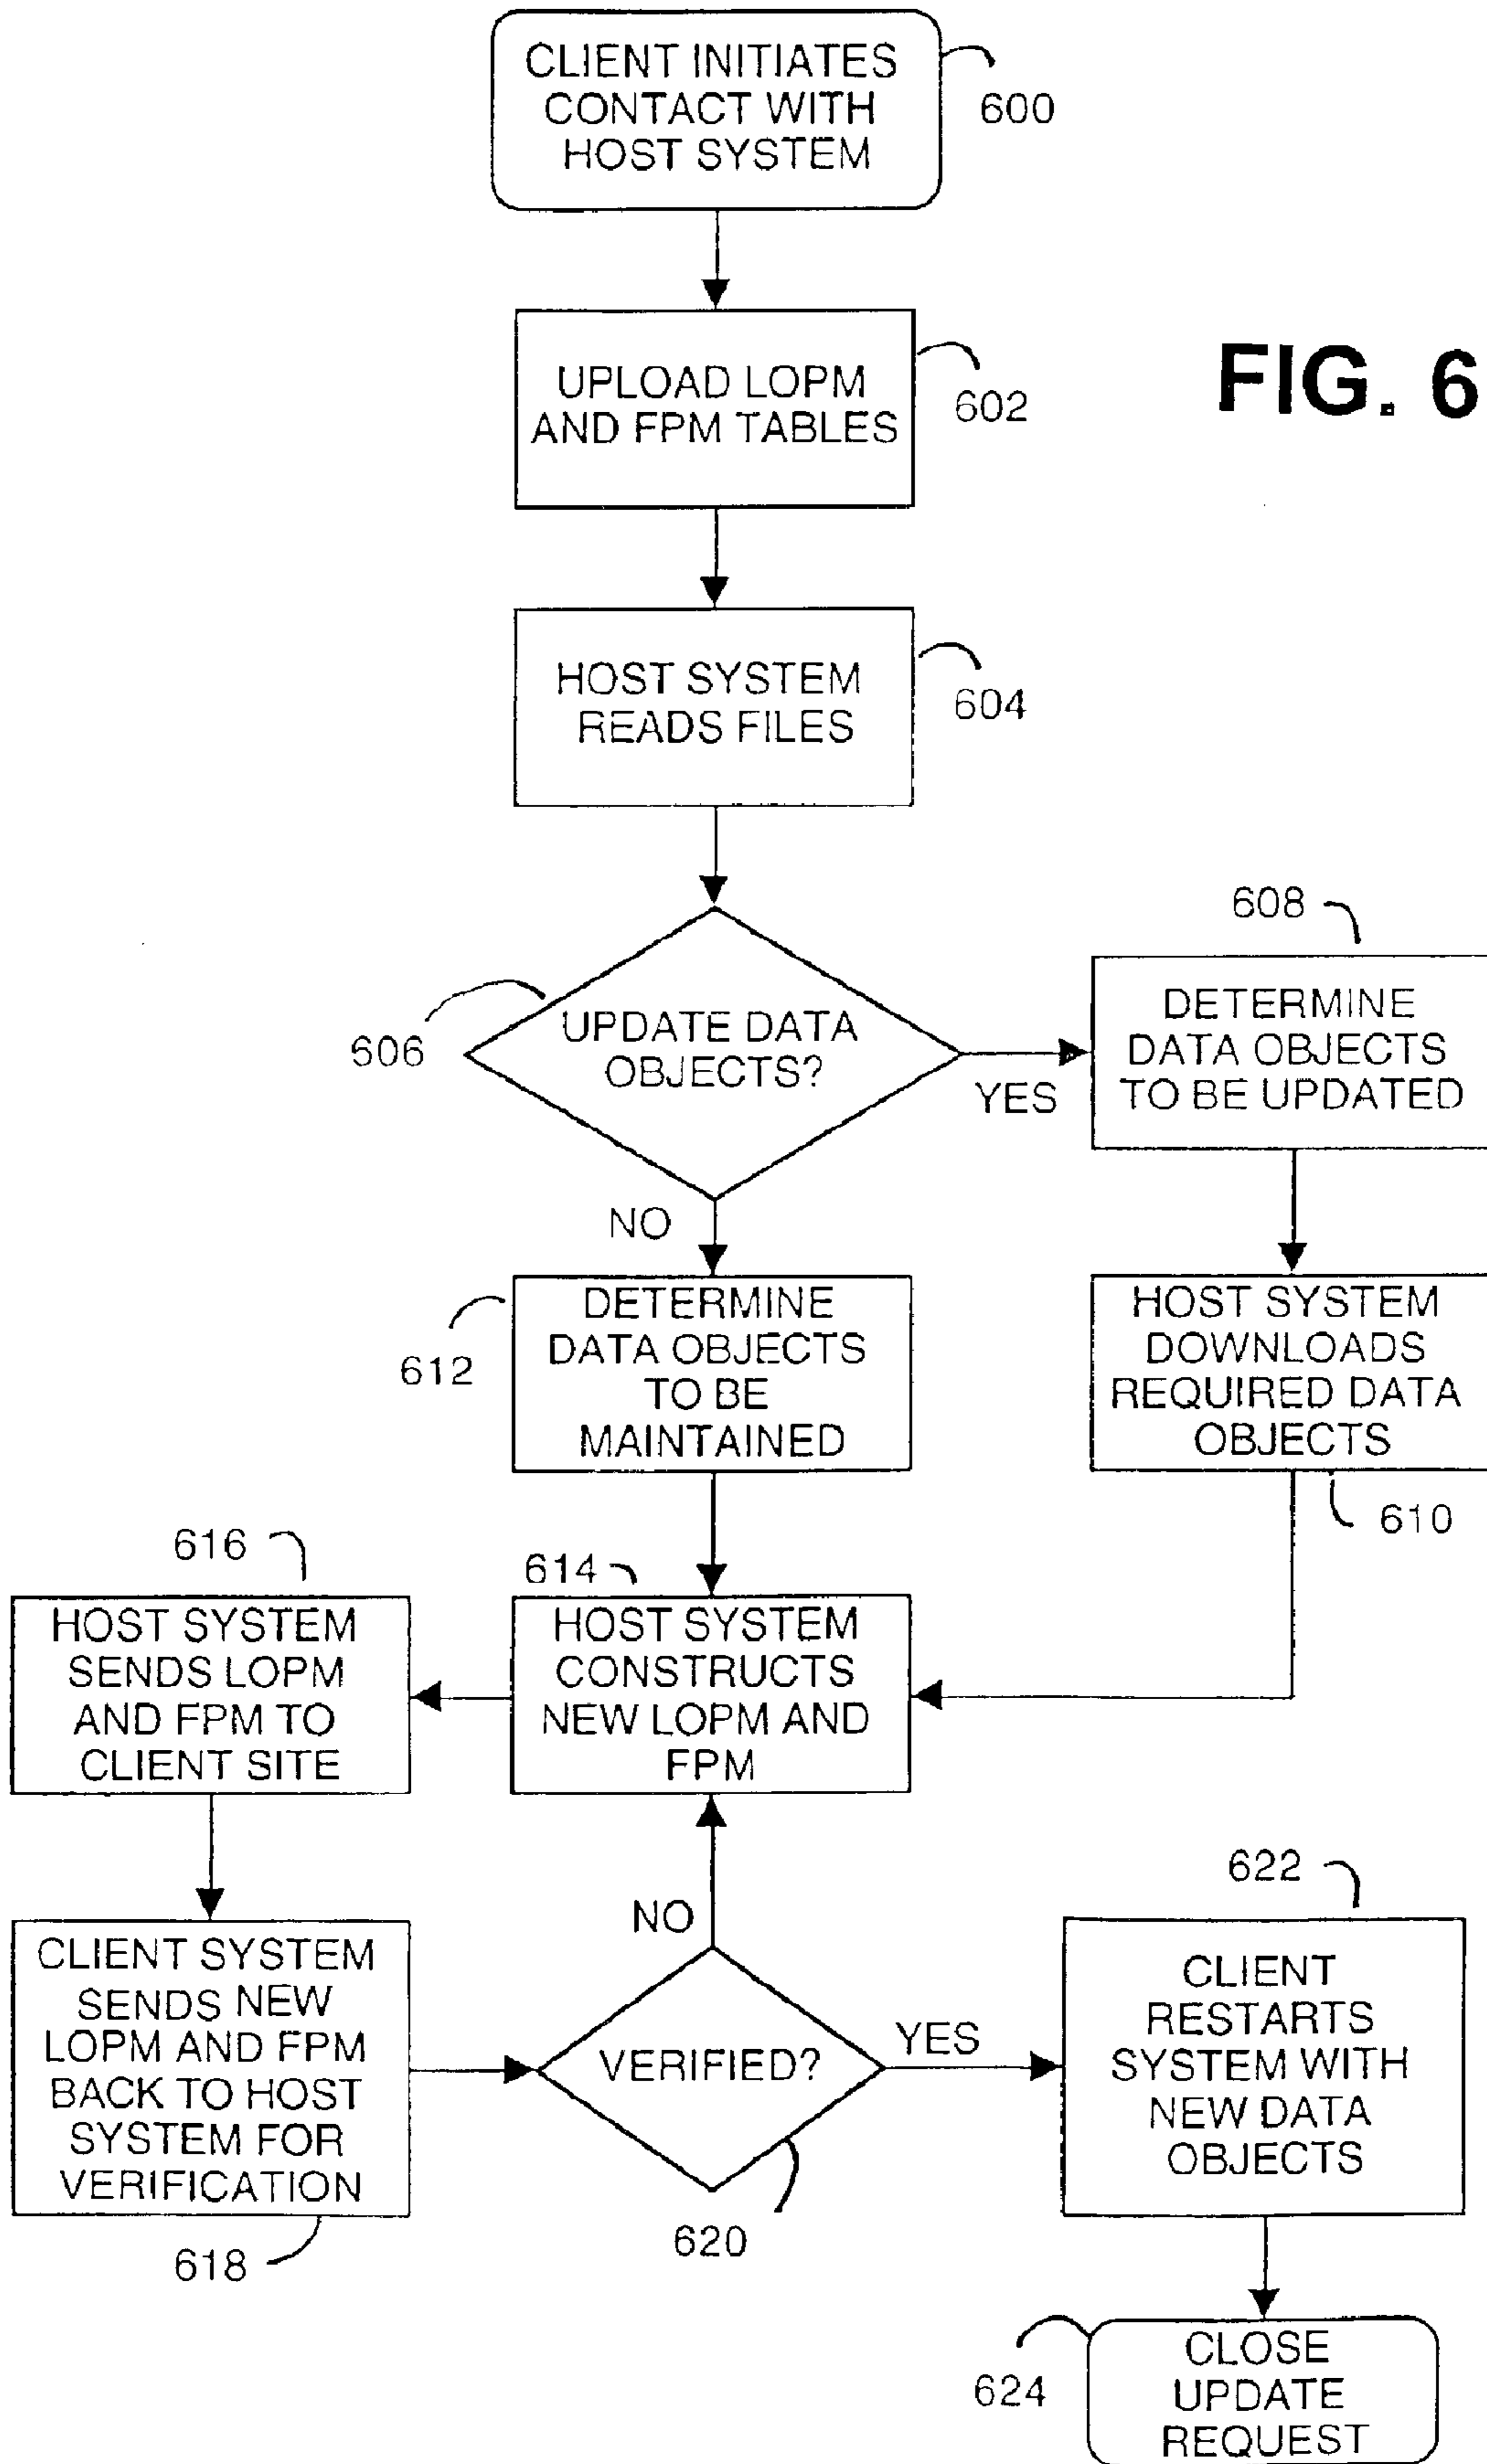 CLIENT INITIATES
CONTACT WITH
HOST SYSTEM
600
UPLOAD LOPM
AND FPM TABLES
602
FIG. 6
HOST SYSTEM
READS FILES
604
606
UPDATE DATA
OBJECTS?
YES
NO
608
DETERMINE
DATA OBJECTS
TO BE UPDATED
HOST SYSTEM
DOWNLOADS
REQUIRED DATA
OBJECTS
610
612
DETERMINE
DATA OBJECTS
TO BE
MAINTAINED
614
HOST SYSTEM
CONSTRUCTS
NEW LOPM AND
FPM
616
HOST SYSTEM
SENDS LOPM
AND FPM TO
CLIENT SITE
CLIENT SYSTEM
SENDS NEW
LOPM AND FPM
BACK TO HOST
SYSTEM FOR
VERIFICATION
618
NO
VERIFIED?
YES
620
622
CLIENT
RESTARTS
SYSTEM WITH
NEW DATA
OBJECTS
624
CLOSE
UPDATE
REQUEST